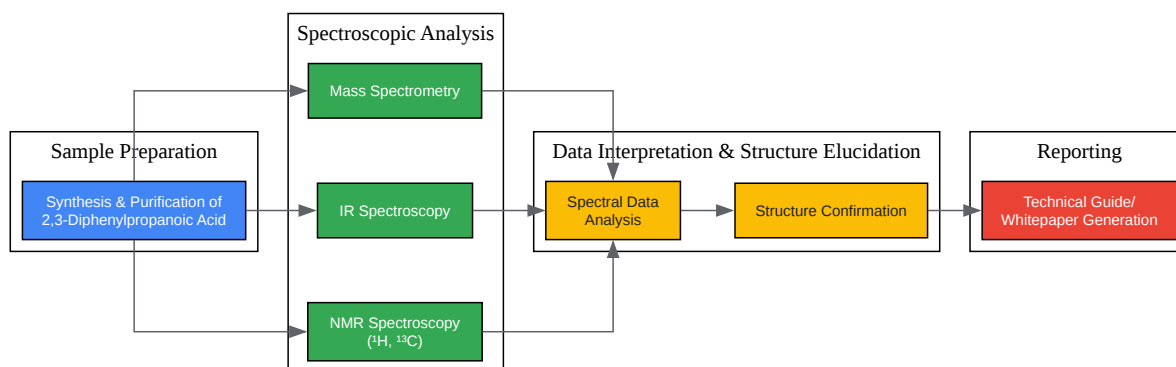 Spectroscopic Analysis
Mass Spectrometry
Sample Preparation
Data Interpretation & Structure Elucidation
Reporting
Synthesis & Purification of
2,3-Diphenylpropanoic Acid
IR Spectroscopy
Spectral Data
Analysis
Structure Confirmation
Technical Guide/
Whitepaper Generation
NMR Spectroscopy
(¹H, ¹³C)